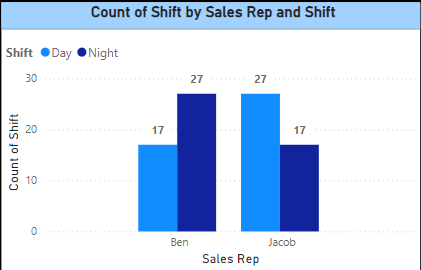 Count of Shift by Sales Rep and Shift
Shift Day Night
30
20
10
0
Count of Shift
17 27 27 17
Ben Jacob
Sales Rep